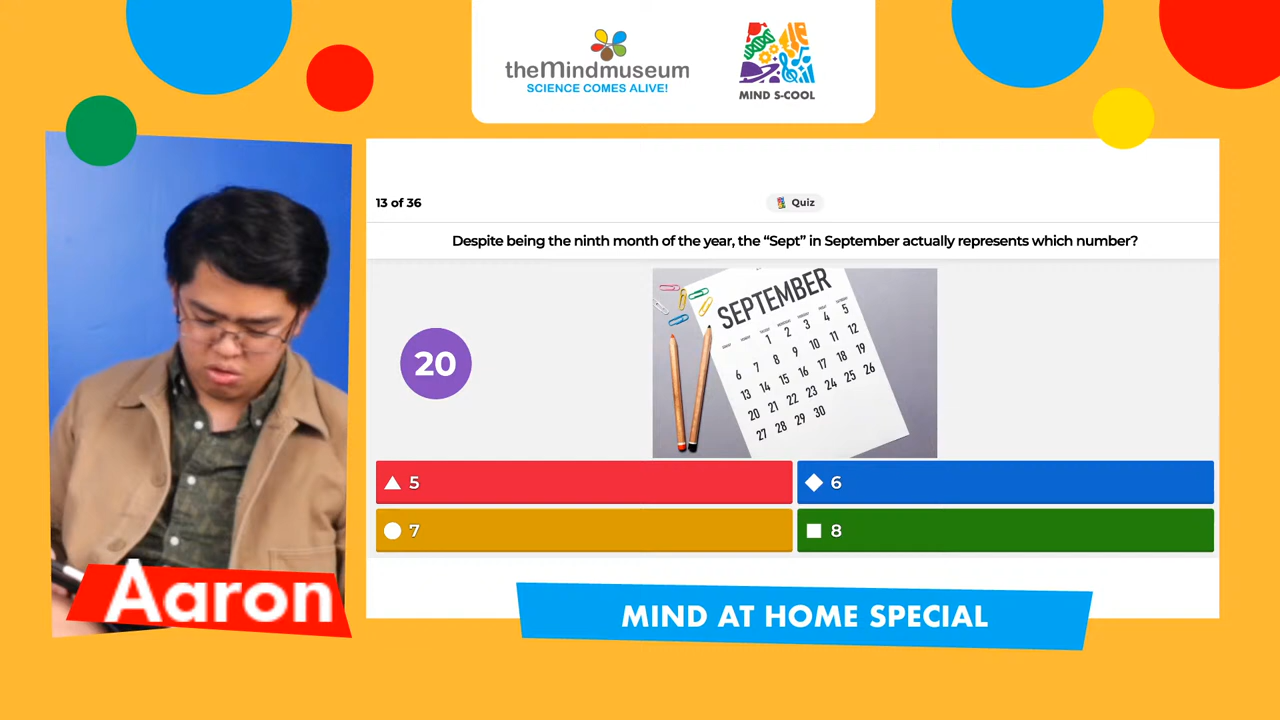 theMindmuseum
SCIENCE COMES ALIVE!
MIND S-COOL
13 of 36
Quiz
Despite being the ninth month of the year, the “Sept” in September actually represents which number?
20
SEPTEMBER
1 2 3 4 5
6 7 8 9 10 11 12
13 14 15 16 17 18 19
20 21 22 23 24 25 26
27 28 29 30
5
6
7
8
Aaron
MIND AT HOME SPECIAL